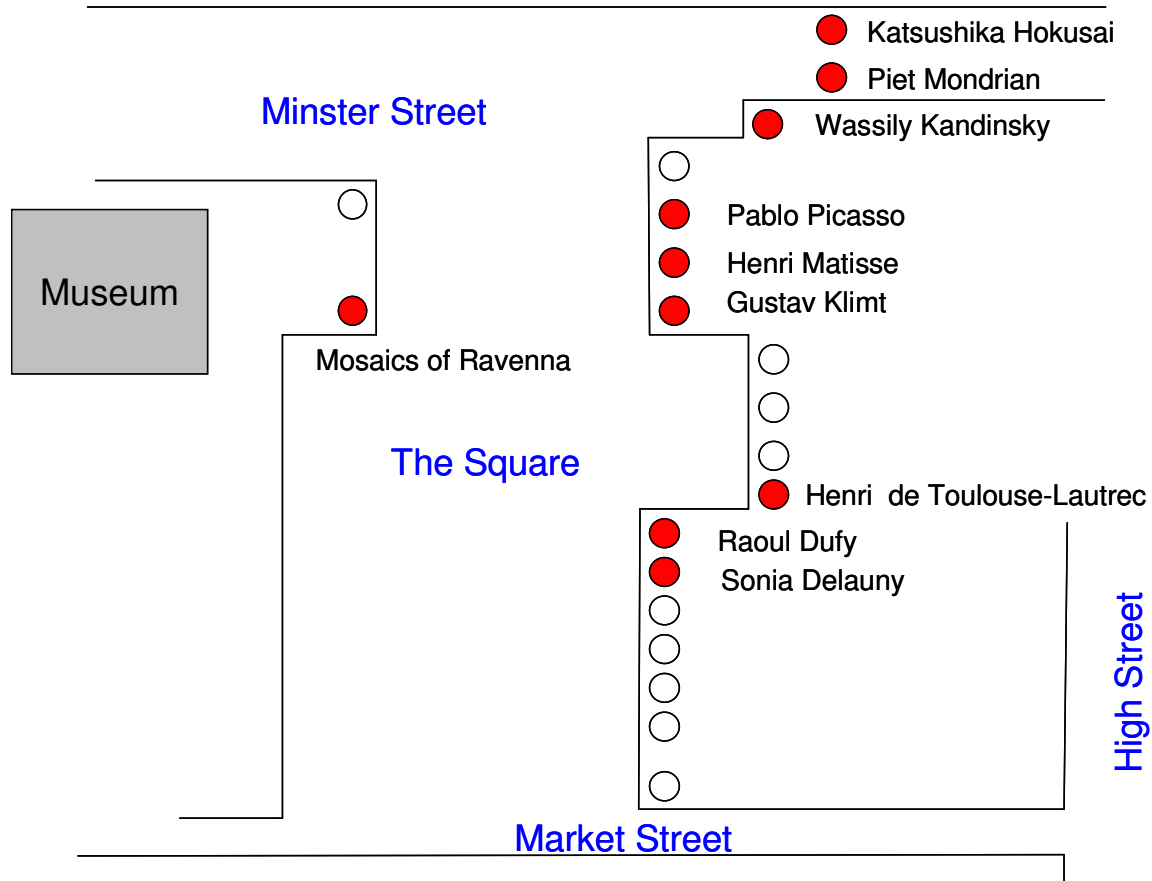 Katsushika Hokusai
Piet Mondrian
Minster Street
Wassily Kandinsky
Pablo Picasso
Henri Matisse
Museum
Gustav Klimt
Mosaics of Ravenna
The Square
Henri de Toulouse-Lautrec
Raoul Dufy
Sonia Delauny
High Street
Market Street